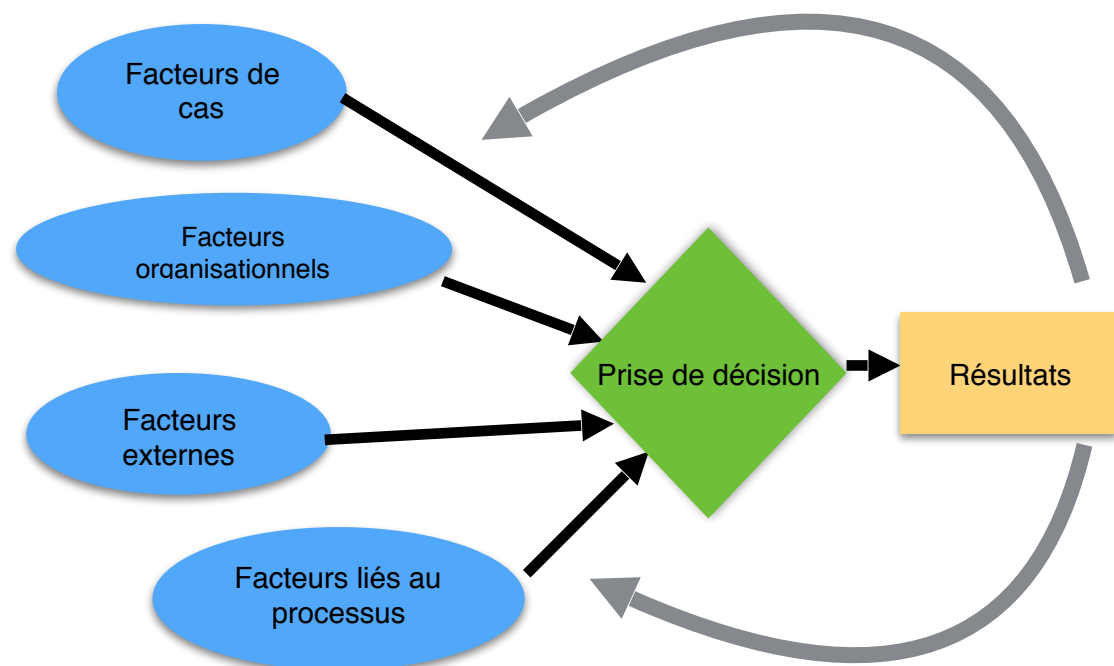 Facteurs de
cas
Facteurs
organisationnels
Prise de décision
Résultats
Facteurs
externes
Facteurs liés au
processus